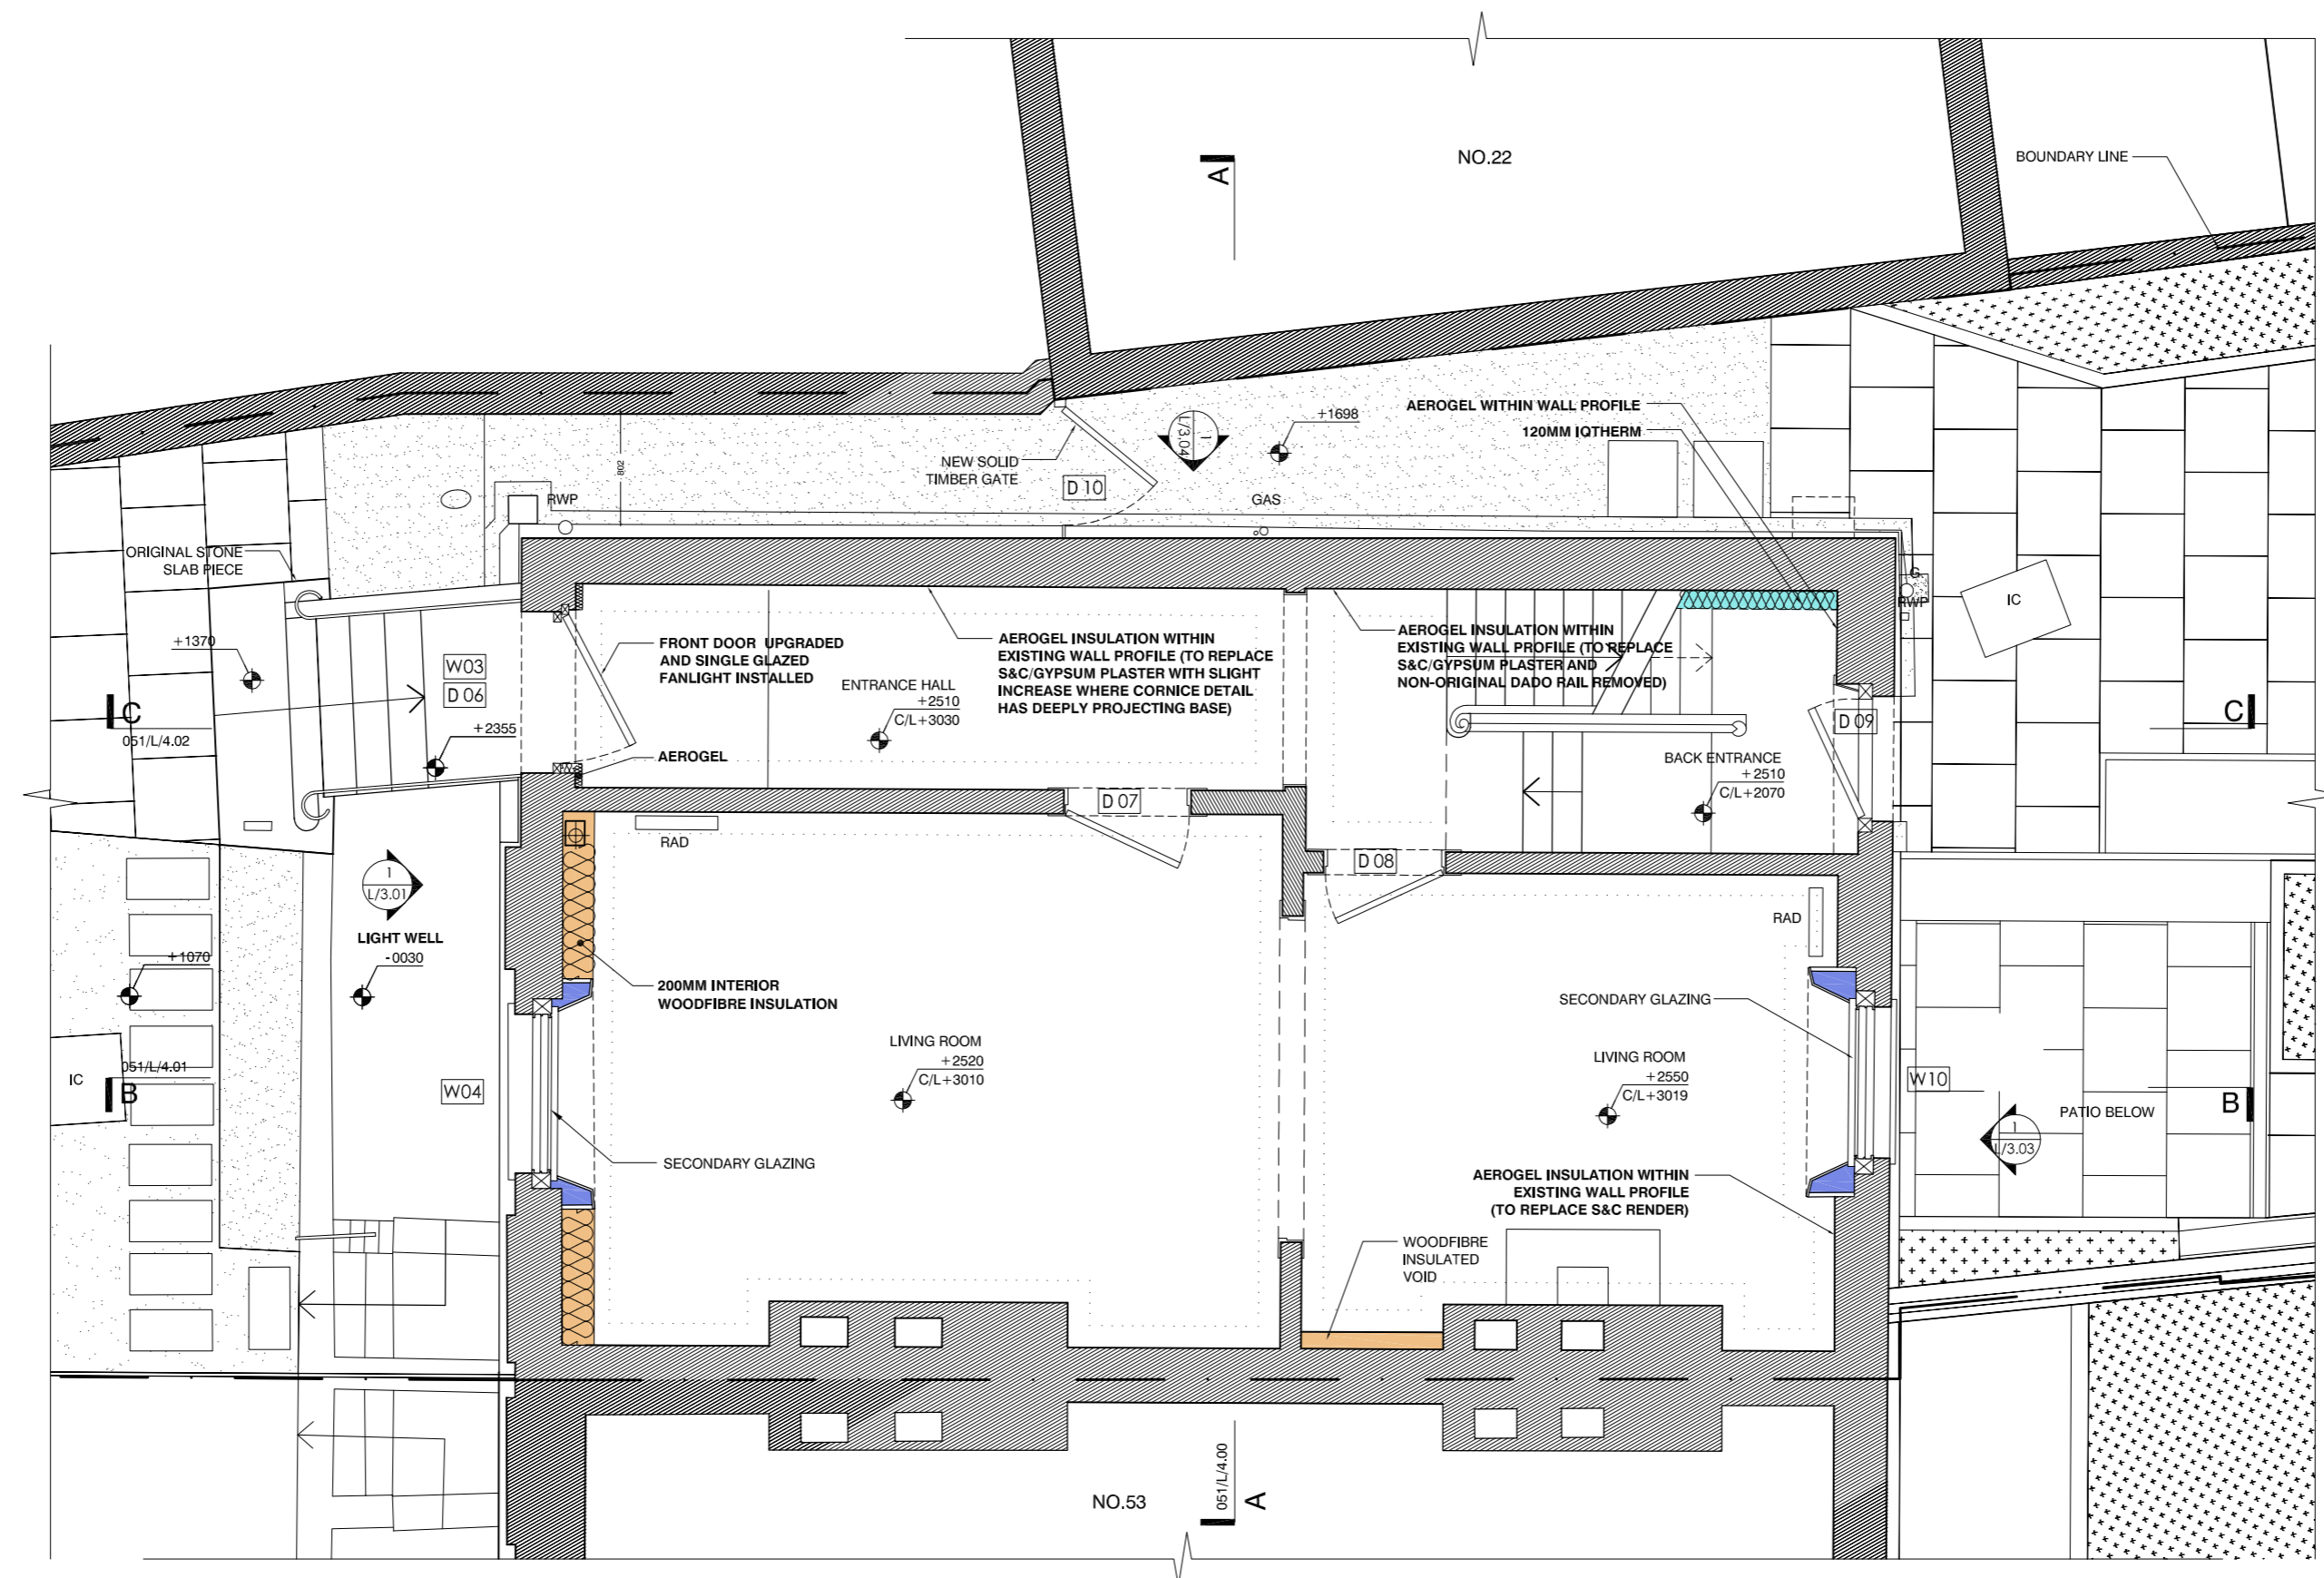 NO.22
BOUNDARY LINE
A
+1698
AEROGEL WITHIN WALL PROFILE
120MM IQTHERM
1
L/3.04
NEW SOLID
TIMBER GATE
D 10
GAS
802
RWP
ORIGINAL STONE
SLAB PIECE
G
RWP
IC
+1370
W03
D 06
FRONT DOOR UPGRADED
AND SINGLE GLAZED
FANLIGHT INSTALLED
AEROGEL INSULATION WITHIN
EXISTING WALL PROFILE (TO REPLACE
S&C/GYPSUM PLASTER WITH SLIGHT
INCREASE WHERE CORNICE DETAIL
HAS DEEPLY PROJECTING BASE)
AEROGEL INSULATION WITHIN
EXISTING WALL PROFILE (TO REPLACE
S&C/GYPSUM PLASTER AND
NON-ORIGINAL DADO RAIL REMOVED)
ENTRANCE HALL
+2510
C/L+3030
C
051/L/4.02
+2355
AEROGEL
D 09
C
BACK ENTRANCE
+2510
C/L+2070
D 07
RAD
D 08
1
L/3.01
LIGHT WELL
-0030
RAD
+1070
200MM INTERIOR
WOODFIBRE INSULATION
SECONDARY GLAZING
LIVING ROOM
+2520
C/L+3010
LIVING ROOM
+2550
C/L+3019
IC
051/L/4.01
B
W04
W10
PATIO BELOW
B
1
L/3.03
SECONDARY GLAZING
AEROGEL INSULATION WITHIN
EXISTING WALL PROFILE
(TO REPLACE S&C RENDER)
WOODFIBRE
INSULATED
VOID
NO.53
051/L/4.00
A